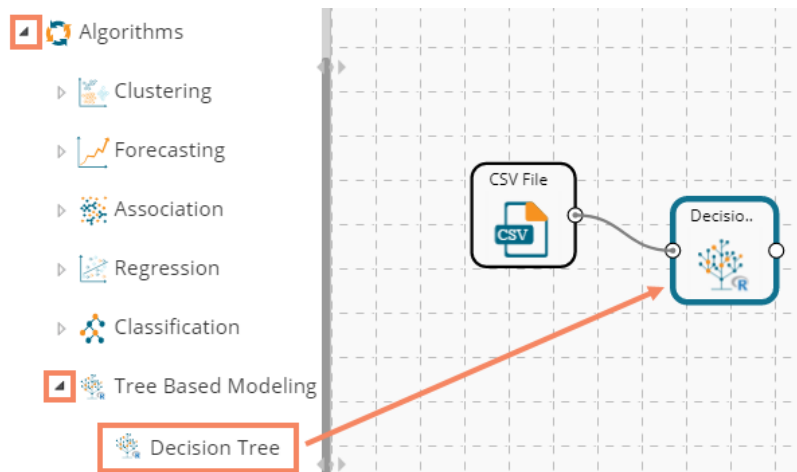 Algorithms
Clustering
Forecasting
Association
Regression
Classification
Tree Based Modeling
R
Decision Tree
R
CSV File
CSV
Decisio..
R